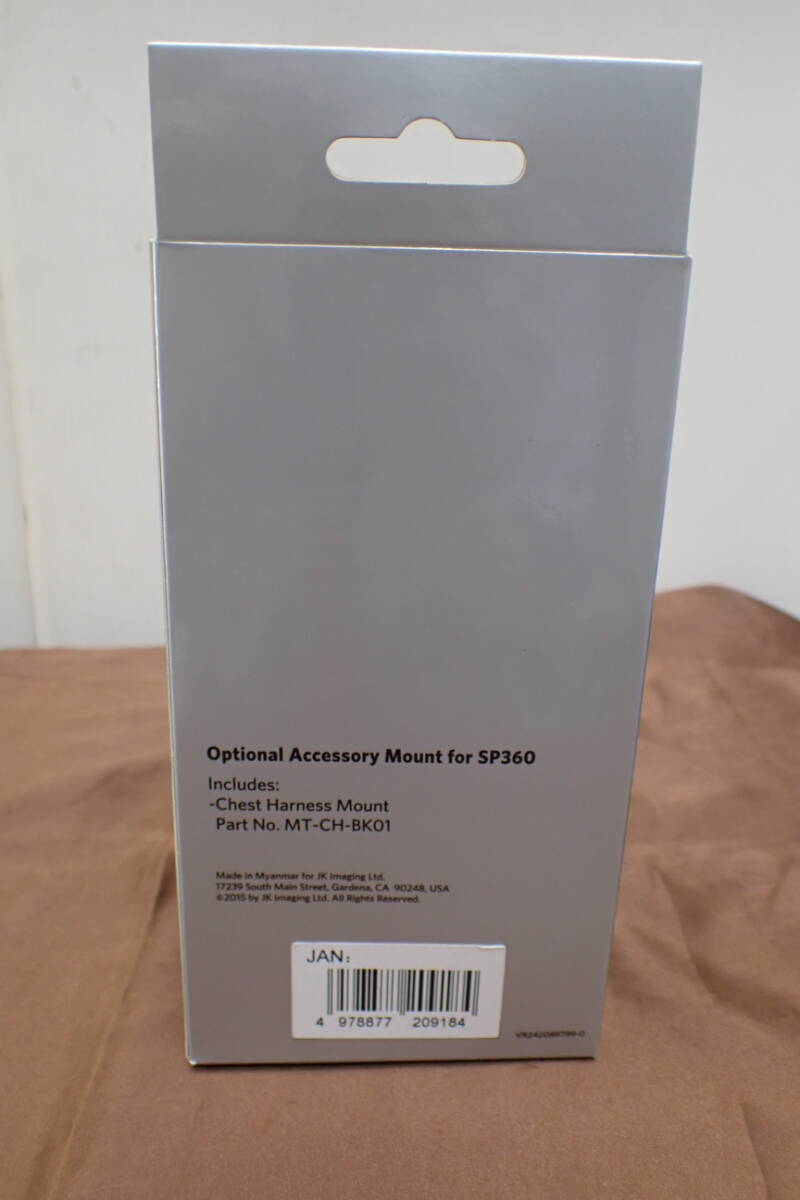 Optional Accessory Mount for SP360
Includes:
-Chest Harness Mount
Part No. MT-CH-BK01
Made in Myanmar for JK Imaging Ltd.
17239 South Main Street, Gardena, CA 90248, USA
©2015 by JK Imaging Ltd. All Rights Reserved.
JAN:
4 978877 209184